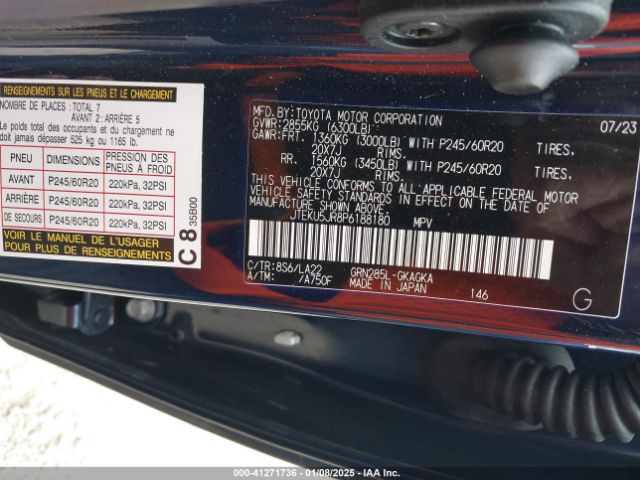 RENSEIGNEMENTS SUR LES PNEUS ET LE CHARGEMENT
NOMBRE DE PLACES : TOTAL 7
AVANT 2 : ARRIÈRE 5
Le poids total des occupants et du chargement ne
doit jamais dépasser 525 kg ou 1165 lb.
PNEU DIMENSIONS PRESSION DES PNEUS À FROID
AVANT P245/60R20 220kPa, 32PSI
ARRIÈRE P245/60R20 220kPa, 32PSI
DE SECOURS P245/60R20 220kPa, 32PSI
VOIR LE MANUEL DE L'USAGER
POUR PLUS DE RENSEIGNEMENTS
C 8 35B00
MFD. BY: TOYOTA MOTOR CORPORATION 07/23
GVWR: 2855KG (6300LB)
GAWR: FRT. 1360KG (3000LB) WITH P245/60R20 TIRES.
20X7J RIMS.
RR. 1560KG (3450LB) WITH P245/60R20 TIRES.
20X7J RIMS.
THIS VEHICLE CONFORMS TO ALL APPLICABLE FEDERAL MOTOR
VEHICLE SAFETY STANDARDS IN EFFECT ON THE DATE OF
MANUFACTURE SHOWN ABOVE.
JTEKU5JR8P6188180 MPV
C/TR: 8S6/LA22 GRN285L-GKAGKA
A/TM: /A750F MADE IN JAPAN 146 G
© IAA - 41271736 - 01/08/2025 - IAA Holdings, LLC